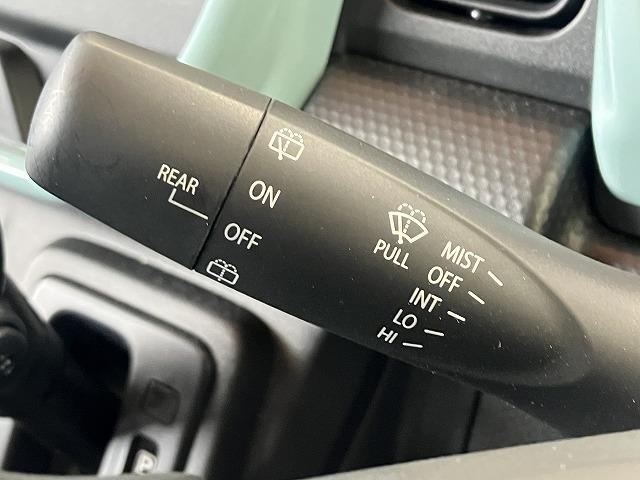 REAR
ON
OFF
PULL
MIST
OFF
INT
LO
HI
P